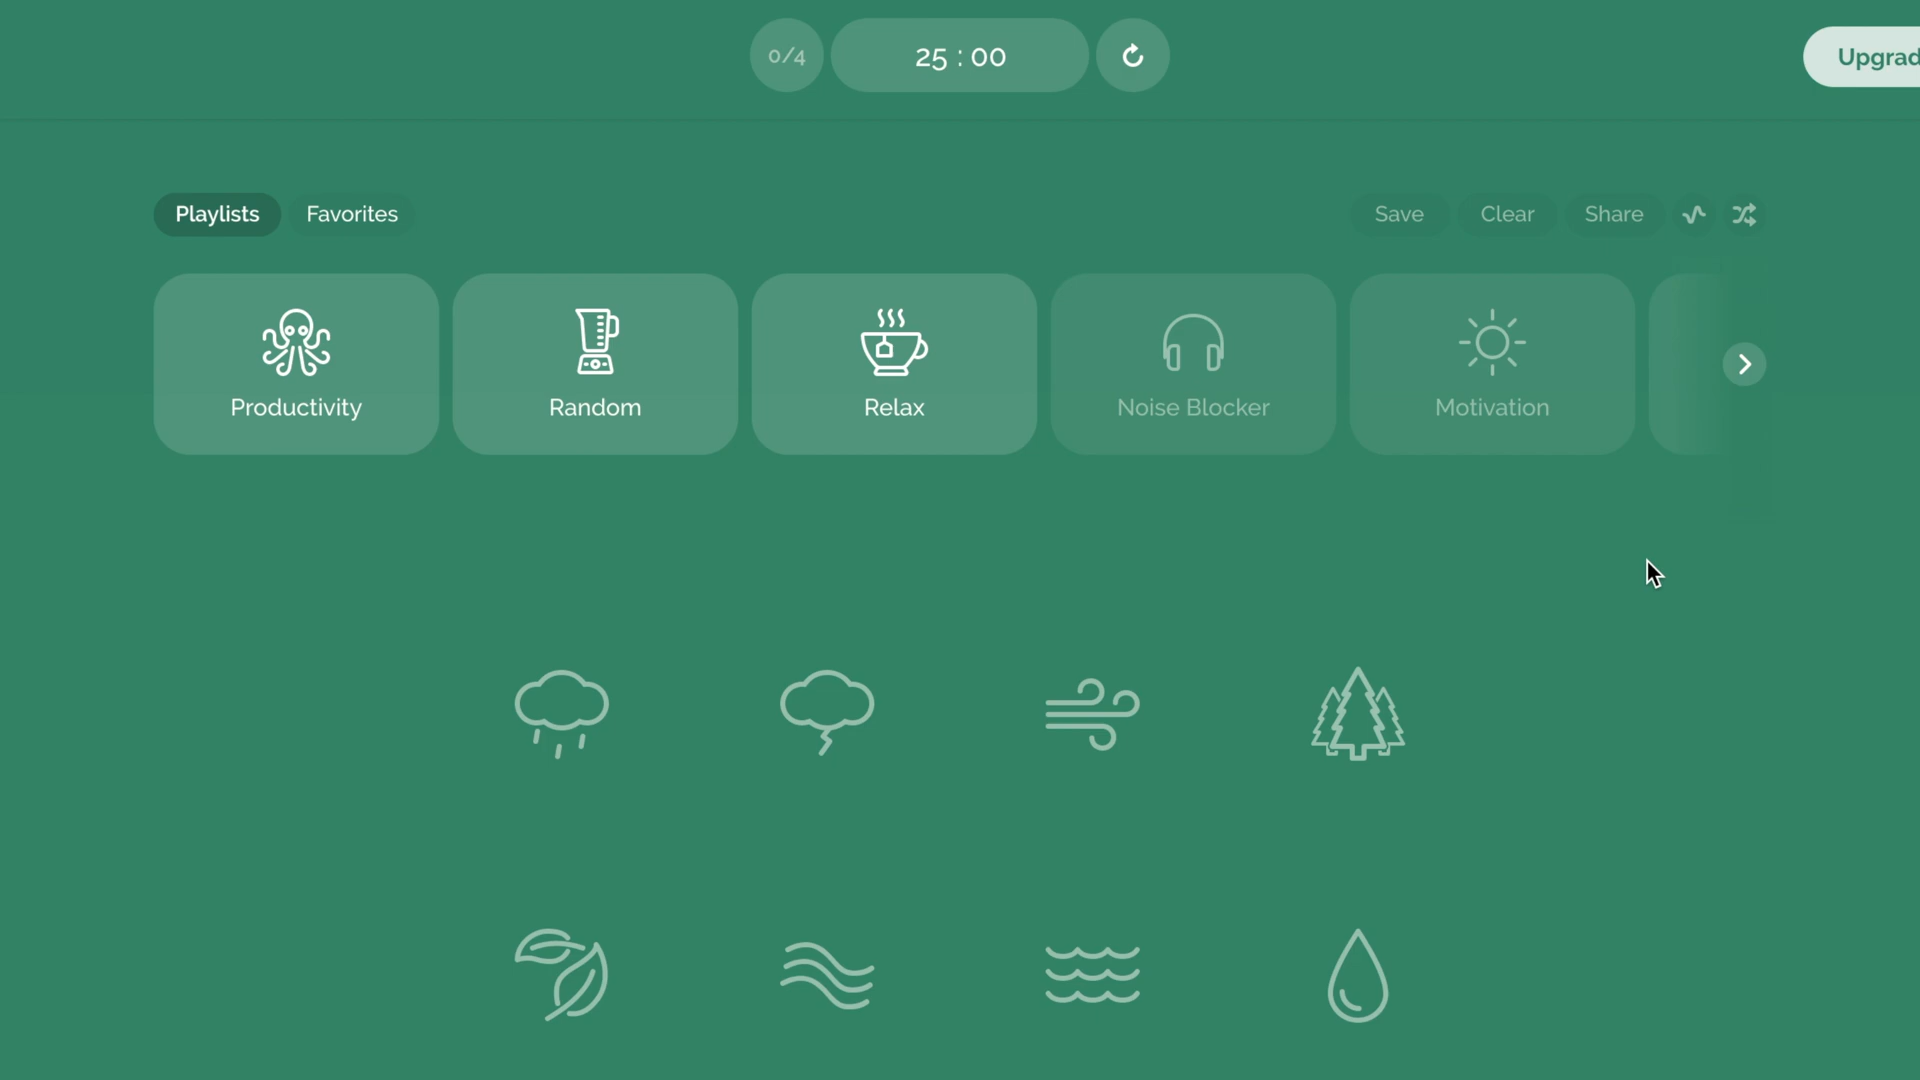 0/4
25 : 00
Upgrad
Playlists
Favorites
Save
Clear
Share
Productivity
Random
Relax
Noise Blocker
Motivation